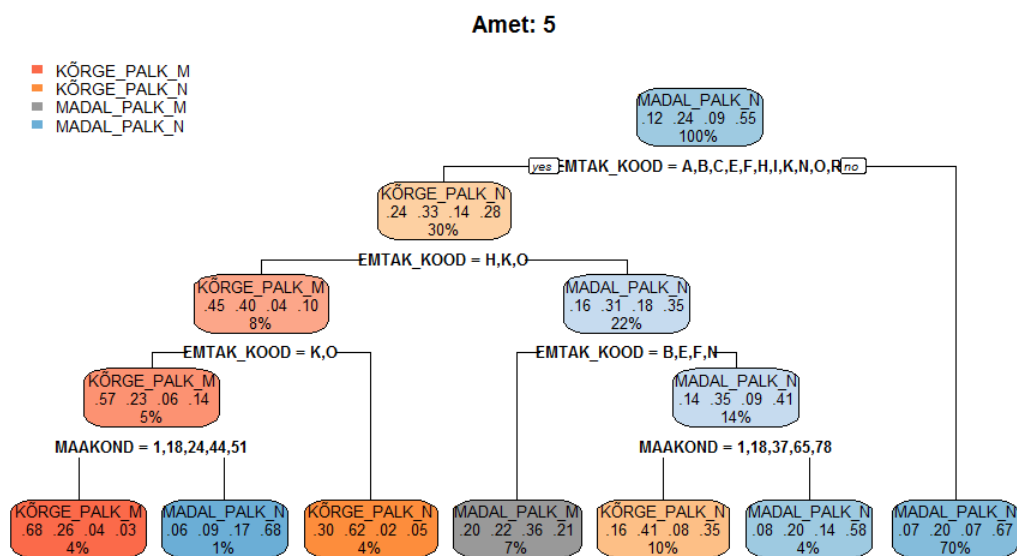 Amet: 5
KÕRGE_PALK_M
KÕRGE_PALK_N
MADAL_PALK_M
MADAL_PALK_N
MADAL_PALK_N
.12 .24 .09 .55
100%
yes EMTAK_KOOD = A,B,C,E,F,H,I,K,N,O,R no
KÕRGE_PALK_N
.24 .33 .14 .28
30%
EMTAK_KOOD = H,K,O
KÕRGE_PALK_M
.45 .40 .04 .10
8%
MADAL_PALK_N
.16 .31 .18 .35
22%
EMTAK_KOOD = K,O
EMTAK_KOOD = B,E,F,N
KÕRGE_PALK_M
.57 .23 .06 .14
5%
MADAL_PALK_N
.14 .35 .09 .41
14%
MAAKOND = 1,18,24,44,51
MAAKOND = 1,18,37,65,78
KÕRGE_PALK_M
.68 .26 .04 .03
4%
MADAL_PALK_N
.06 .09 .17 .68
1%
KÕRGE_PALK_N
.30 .62 .02 .05
4%
MADAL_PALK_M
.20 .22 .36 .21
7%
KÕRGE_PALK_N
.16 .41 .08 .35
10%
MADAL_PALK_N
.08 .20 .14 .58
4%
MADAL_PALK_N
.07 .20 .07 .67
70%